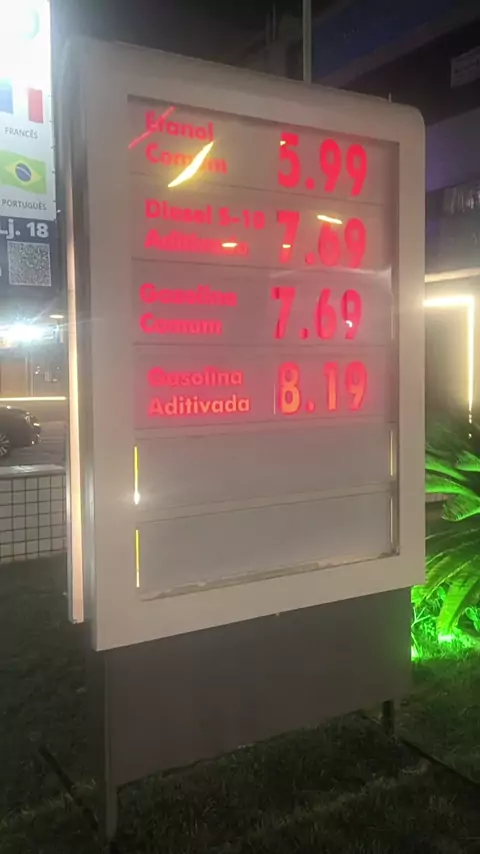 FRANCÊS
PORTUGUÊS
Lj. 18
Etanol
Comum
5.99
Diesel S-10
Aditivado
7.69
Gasolina
Comum
7.69
Gasolina
Aditivada
8.19